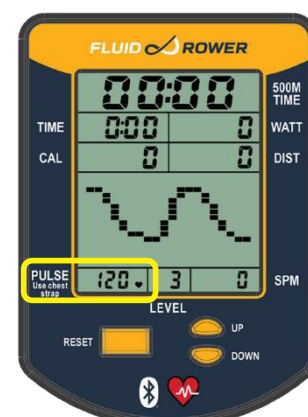 FLUID ROWER
00:00 500M TIME
TIME 0:00 0 WATT
CAL 0 0 DIST
PULSE Use chest strap 120 3 0 SPM
LEVEL
RESET UP
DOWN